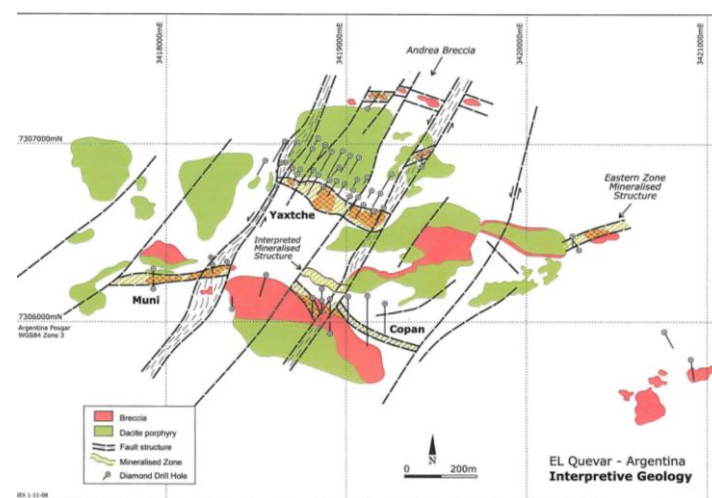 3418000mE
3419000mE
3420000mE
3421000mE
Andrea Breccia
7307000mN
Eastern Zone
Mineralised
Structure
Yaxtche
Interpreted
Mineralised
Structure
Muni
7306000mN
Copan
Argentina Posgar
WGS84 Zone 3
Breccia
Dacite porphyry
Fault structure
Mineralised Zone
Diamond Drill Hole
N
0 200m
EL Quevar - Argentina
Interpretive Geology